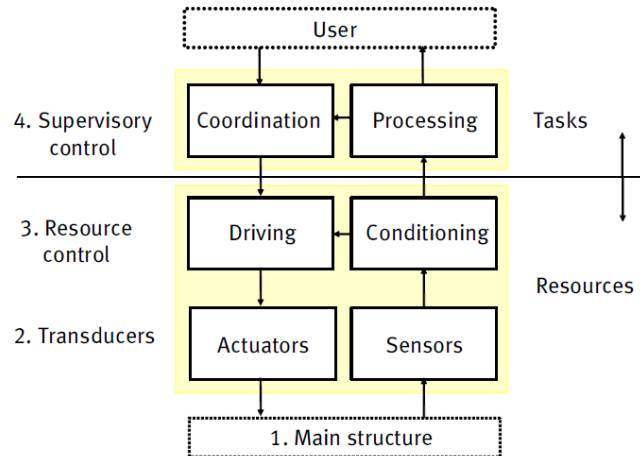 User
4. Supervisory
control
Coordination
Processing
Tasks
3. Resource
control
Driving
Conditioning
Resources
2. Transducers
Actuators
Sensors
1. Main structure